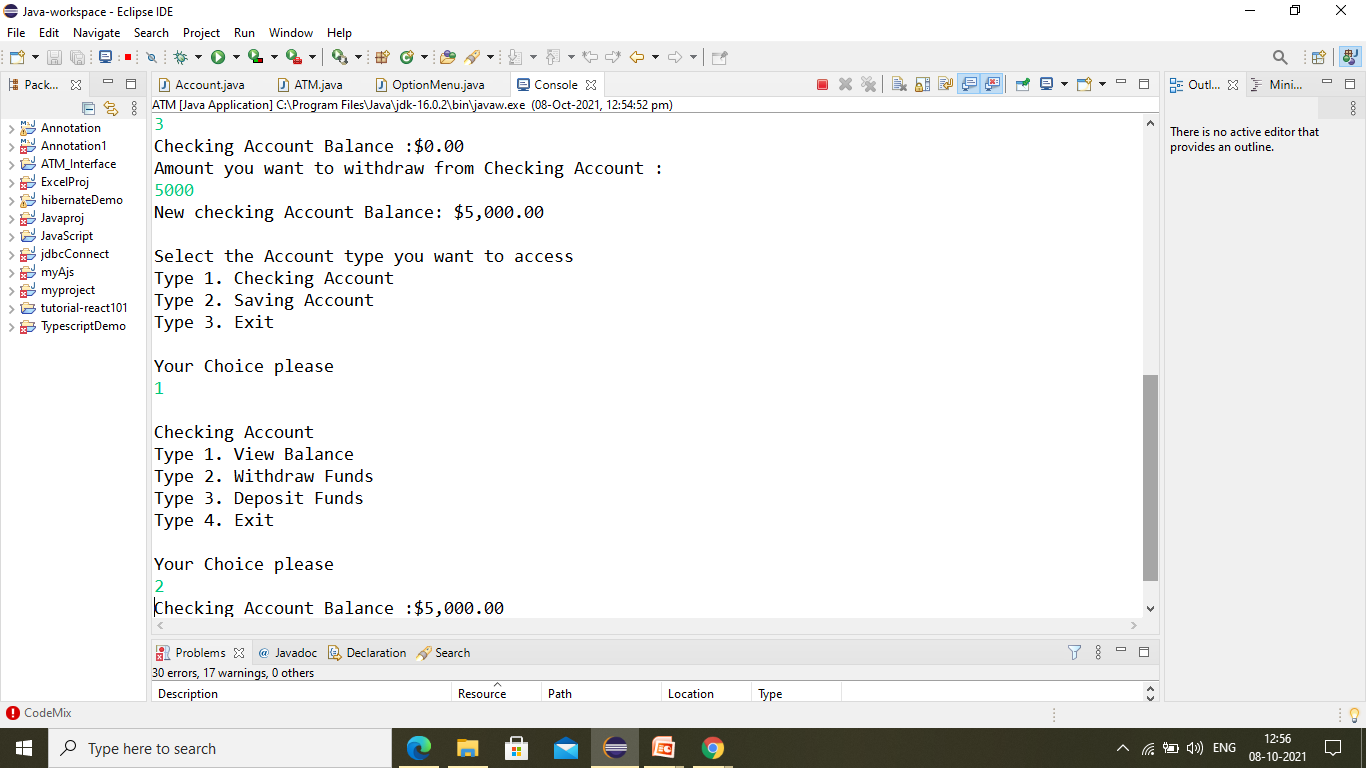 Java-workspace - Eclipse IDE
File Edit Navigate Search Project Run Window Help
Pack...
Account.java ATM.java OptionMenu.java Console
Outl... Mini...
ATM [Java Application] C:\Program Files\Java\jdk-16.0.2\bin\javaw.exe (08-Oct-2021, 12:54:52 pm)
Annotation
Annotation1
ATM_Interface
ExcelProj
hibernateDemo
Javaproj
JavaScript
jdbcConnect
myAjs
myproject
tutorial-react101
TypescriptDemo
3
Checking Account Balance :$0.00
Amount you want to withdraw from Checking Account :
5000
New checking Account Balance: $5,000.00
Select the Account type you want to access
Type 1. Checking Account
Type 2. Saving Account
Type 3. Exit
Your Choice please
1
Checking Account
Type 1. View Balance
Type 2. Withdraw Funds
Type 3. Deposit Funds
Type 4. Exit
Your Choice please
2
Checking Account Balance :$5,000.00
There is no active editor that
provides an outline.
Problems @ Javadoc Declaration Search
30 errors, 17 warnings, 0 others
Description Resource Path Location Type
CodeMix
Type here to search
ENG
12:56
08-10-2021